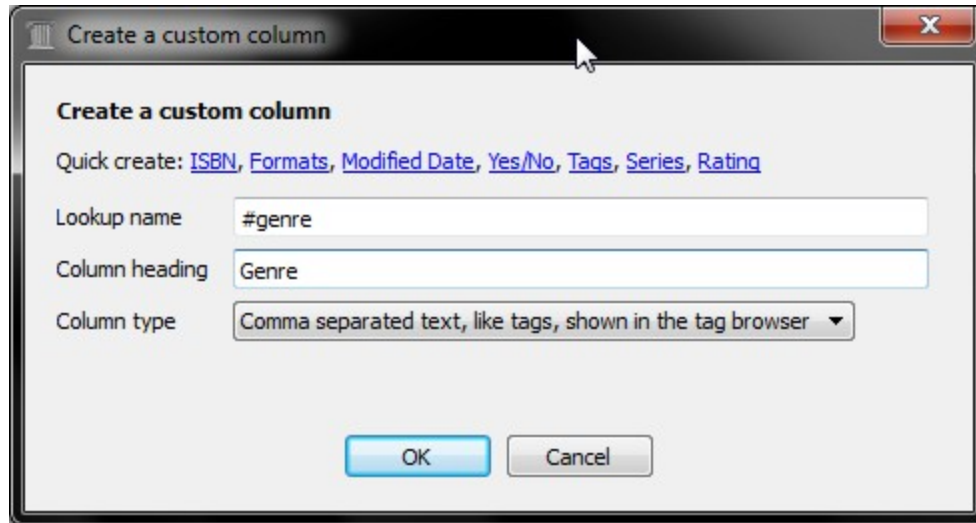 Create a custom column
Create a custom column
Quick create: ISBN, Formats, Modified Date, Yes/No, Tags, Series, Rating
Lookup name #genre
Column heading Genre
Column type Comma separated text, like tags, shown in the tag browser
OK Cancel